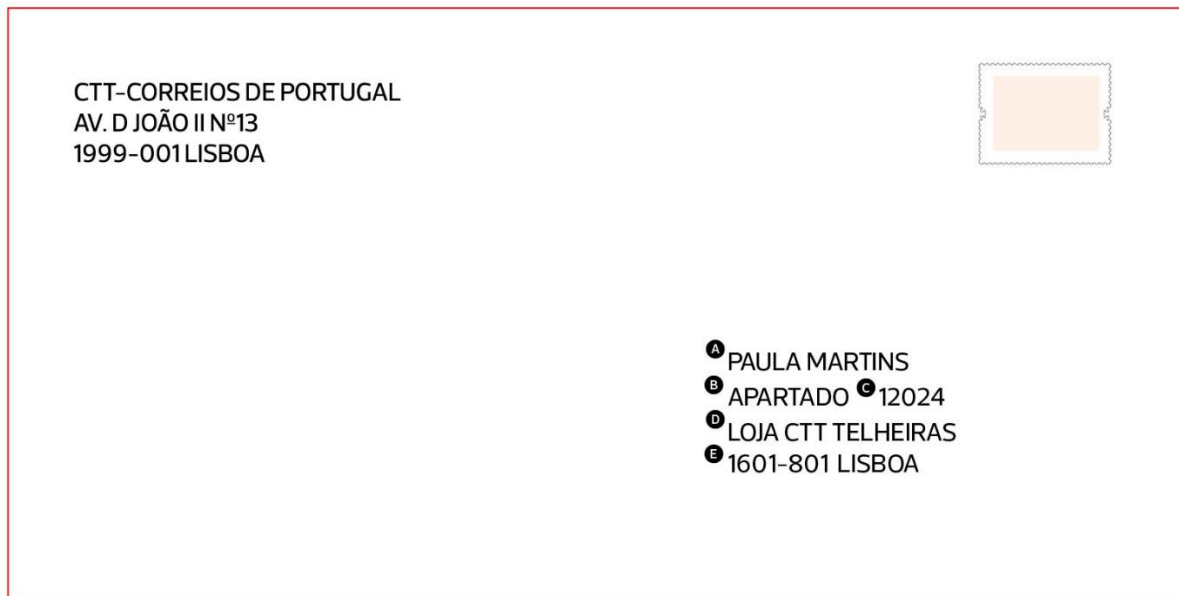 CTT-CORREIOS DE PORTUGAL
AV. D JOÃO II Nº13
1999-001 LISBOA
A PAULA MARTINS
B APARTADO C 12024
D LOJA CTT TELHEIRAS
E 1601-801 LISBOA